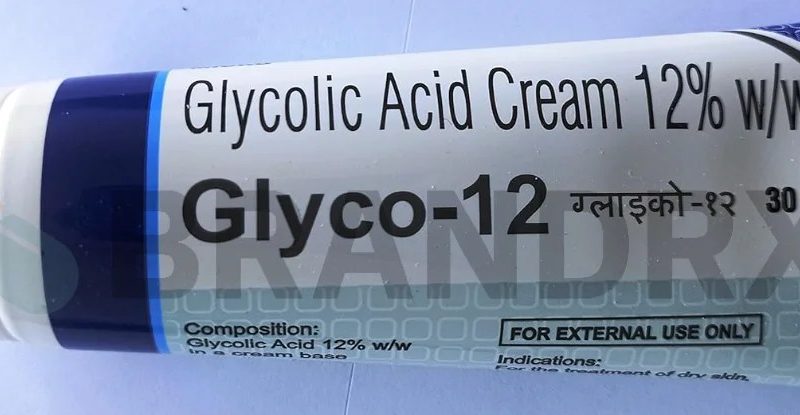 Glycolic Acid Cream 12% w/w
Glyco-12 ग्लाइको-१२ 30
BRANDRX
Composition:
Glycolic Acid 12% w/w
in a cream base
FOR EXTERNAL USE ONLY
Indications:
For the treatment of dry skin,